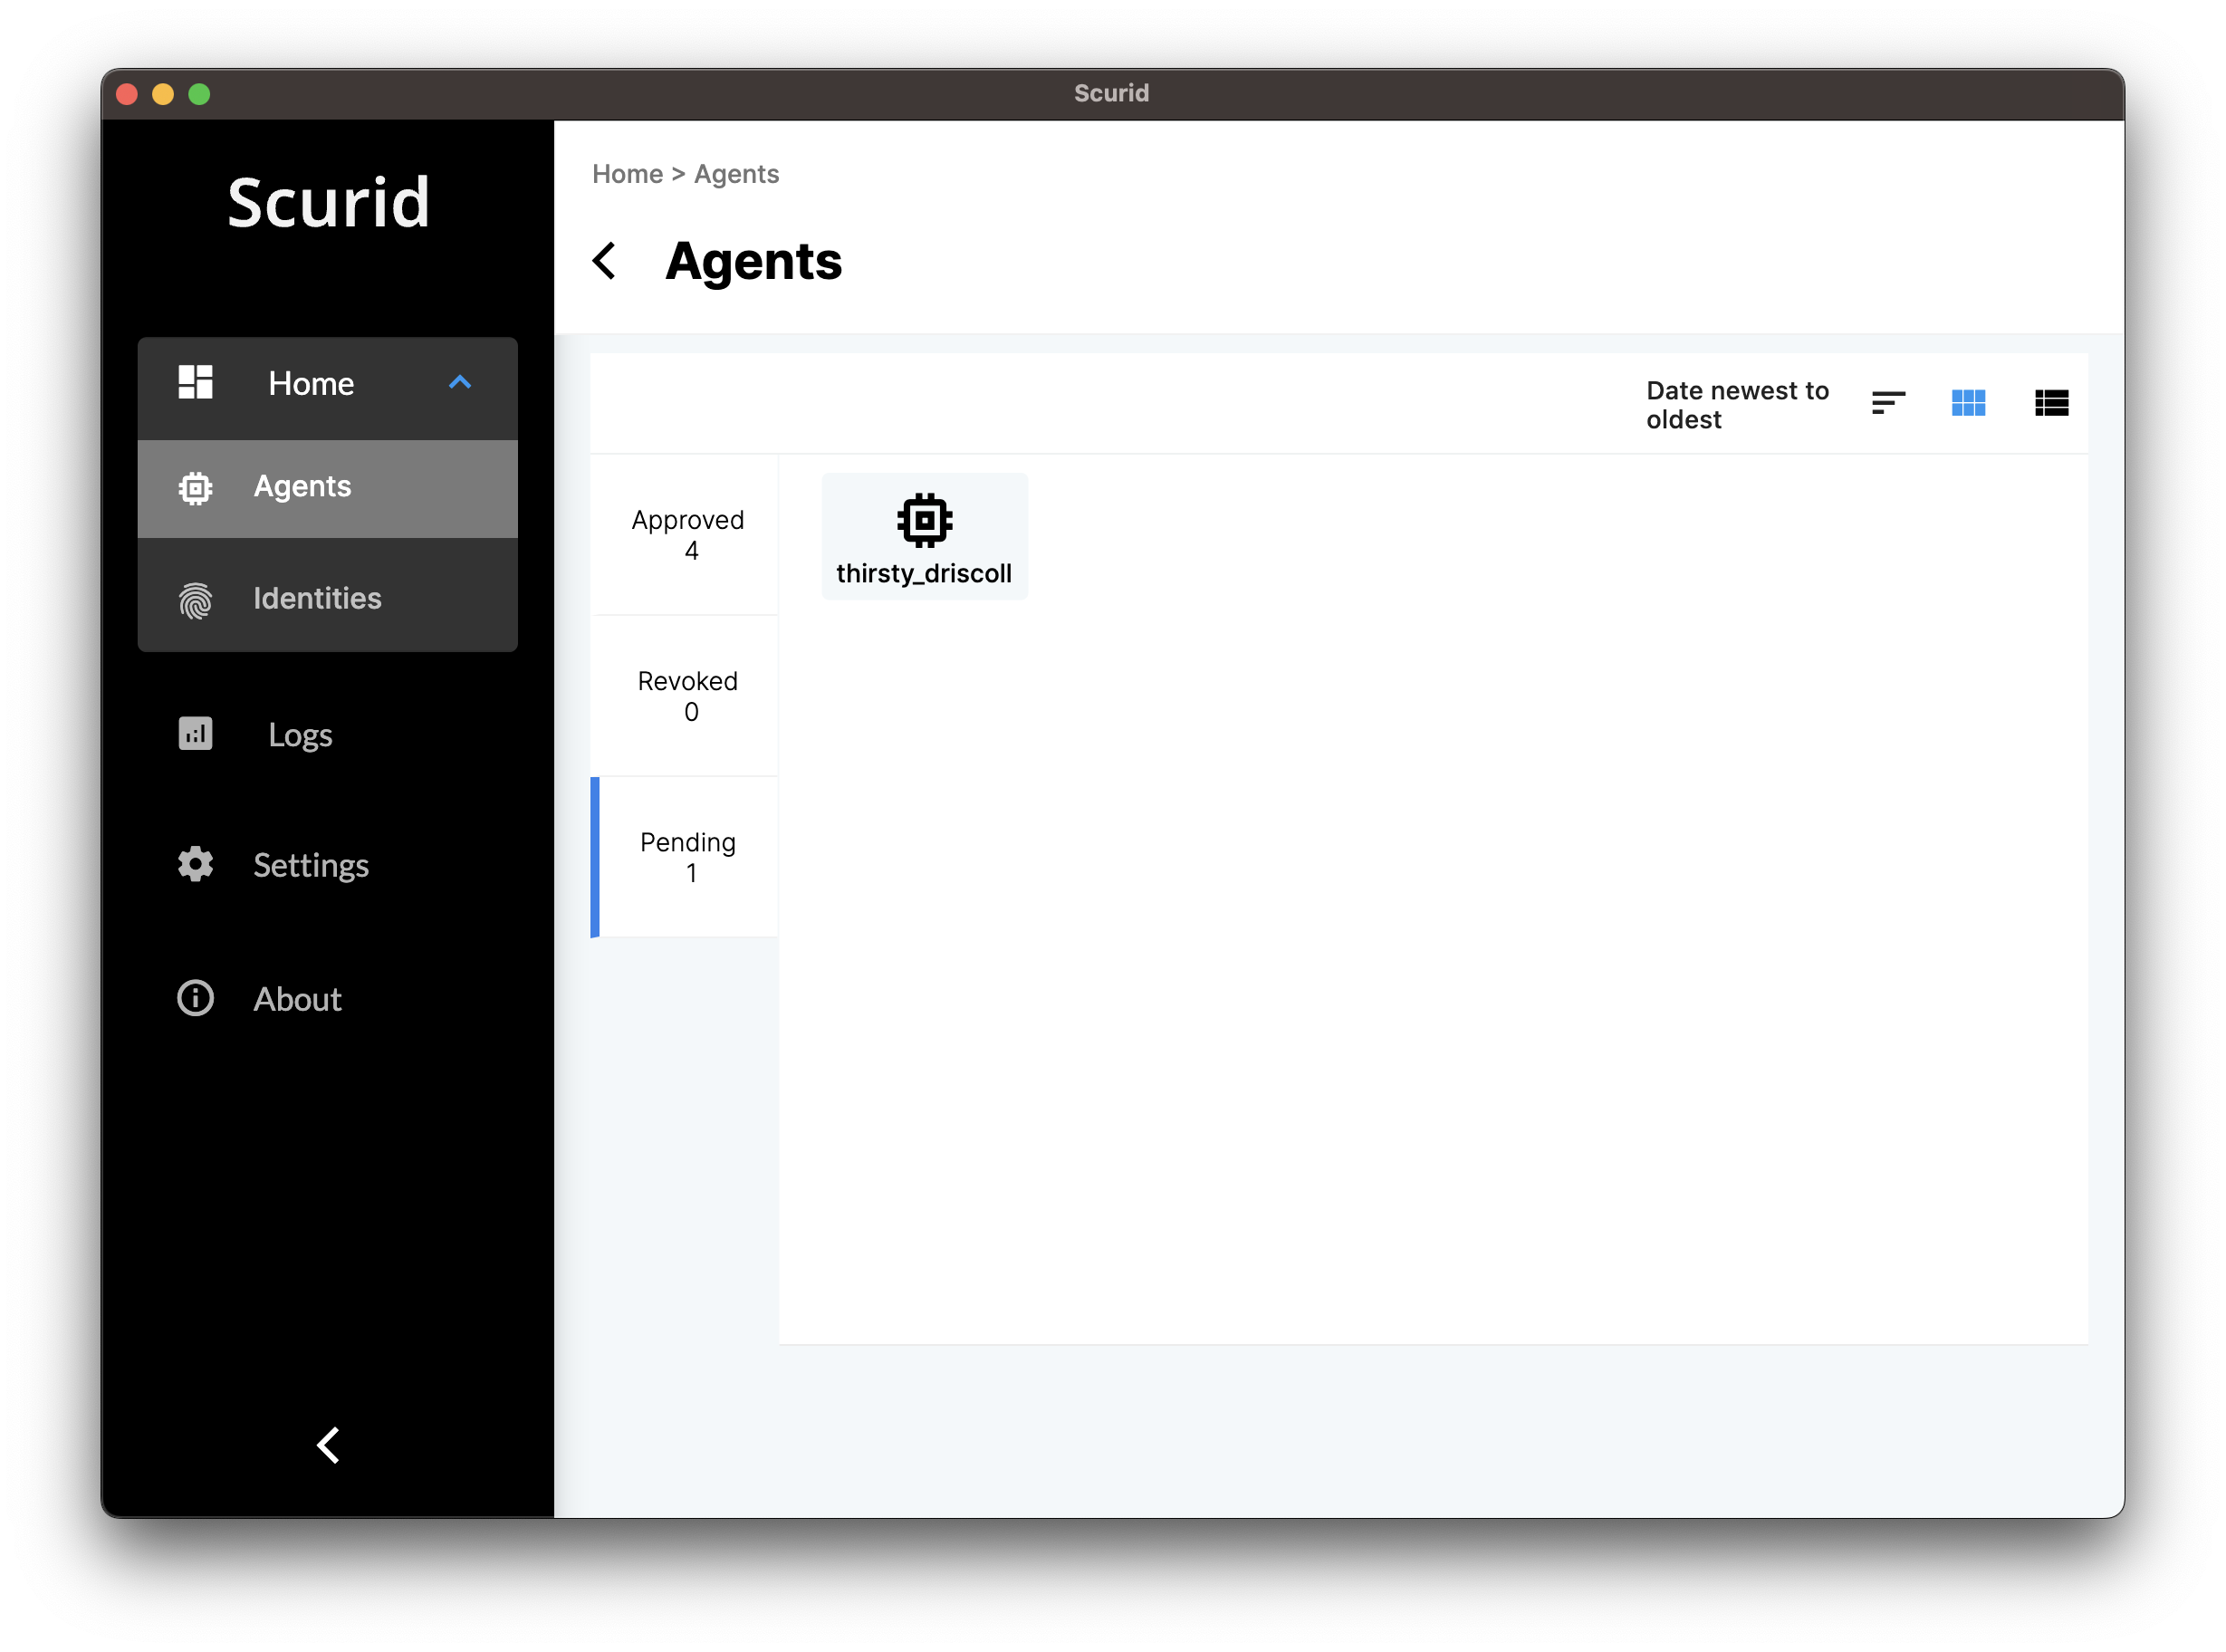 Scurid
Scurid
Home
Agents
Identities
Logs
Settings
About
Home > Agents
Agents
Date newest to
oldest
Approved
4
Revoked
0
Pending
1
thirsty_driscoll